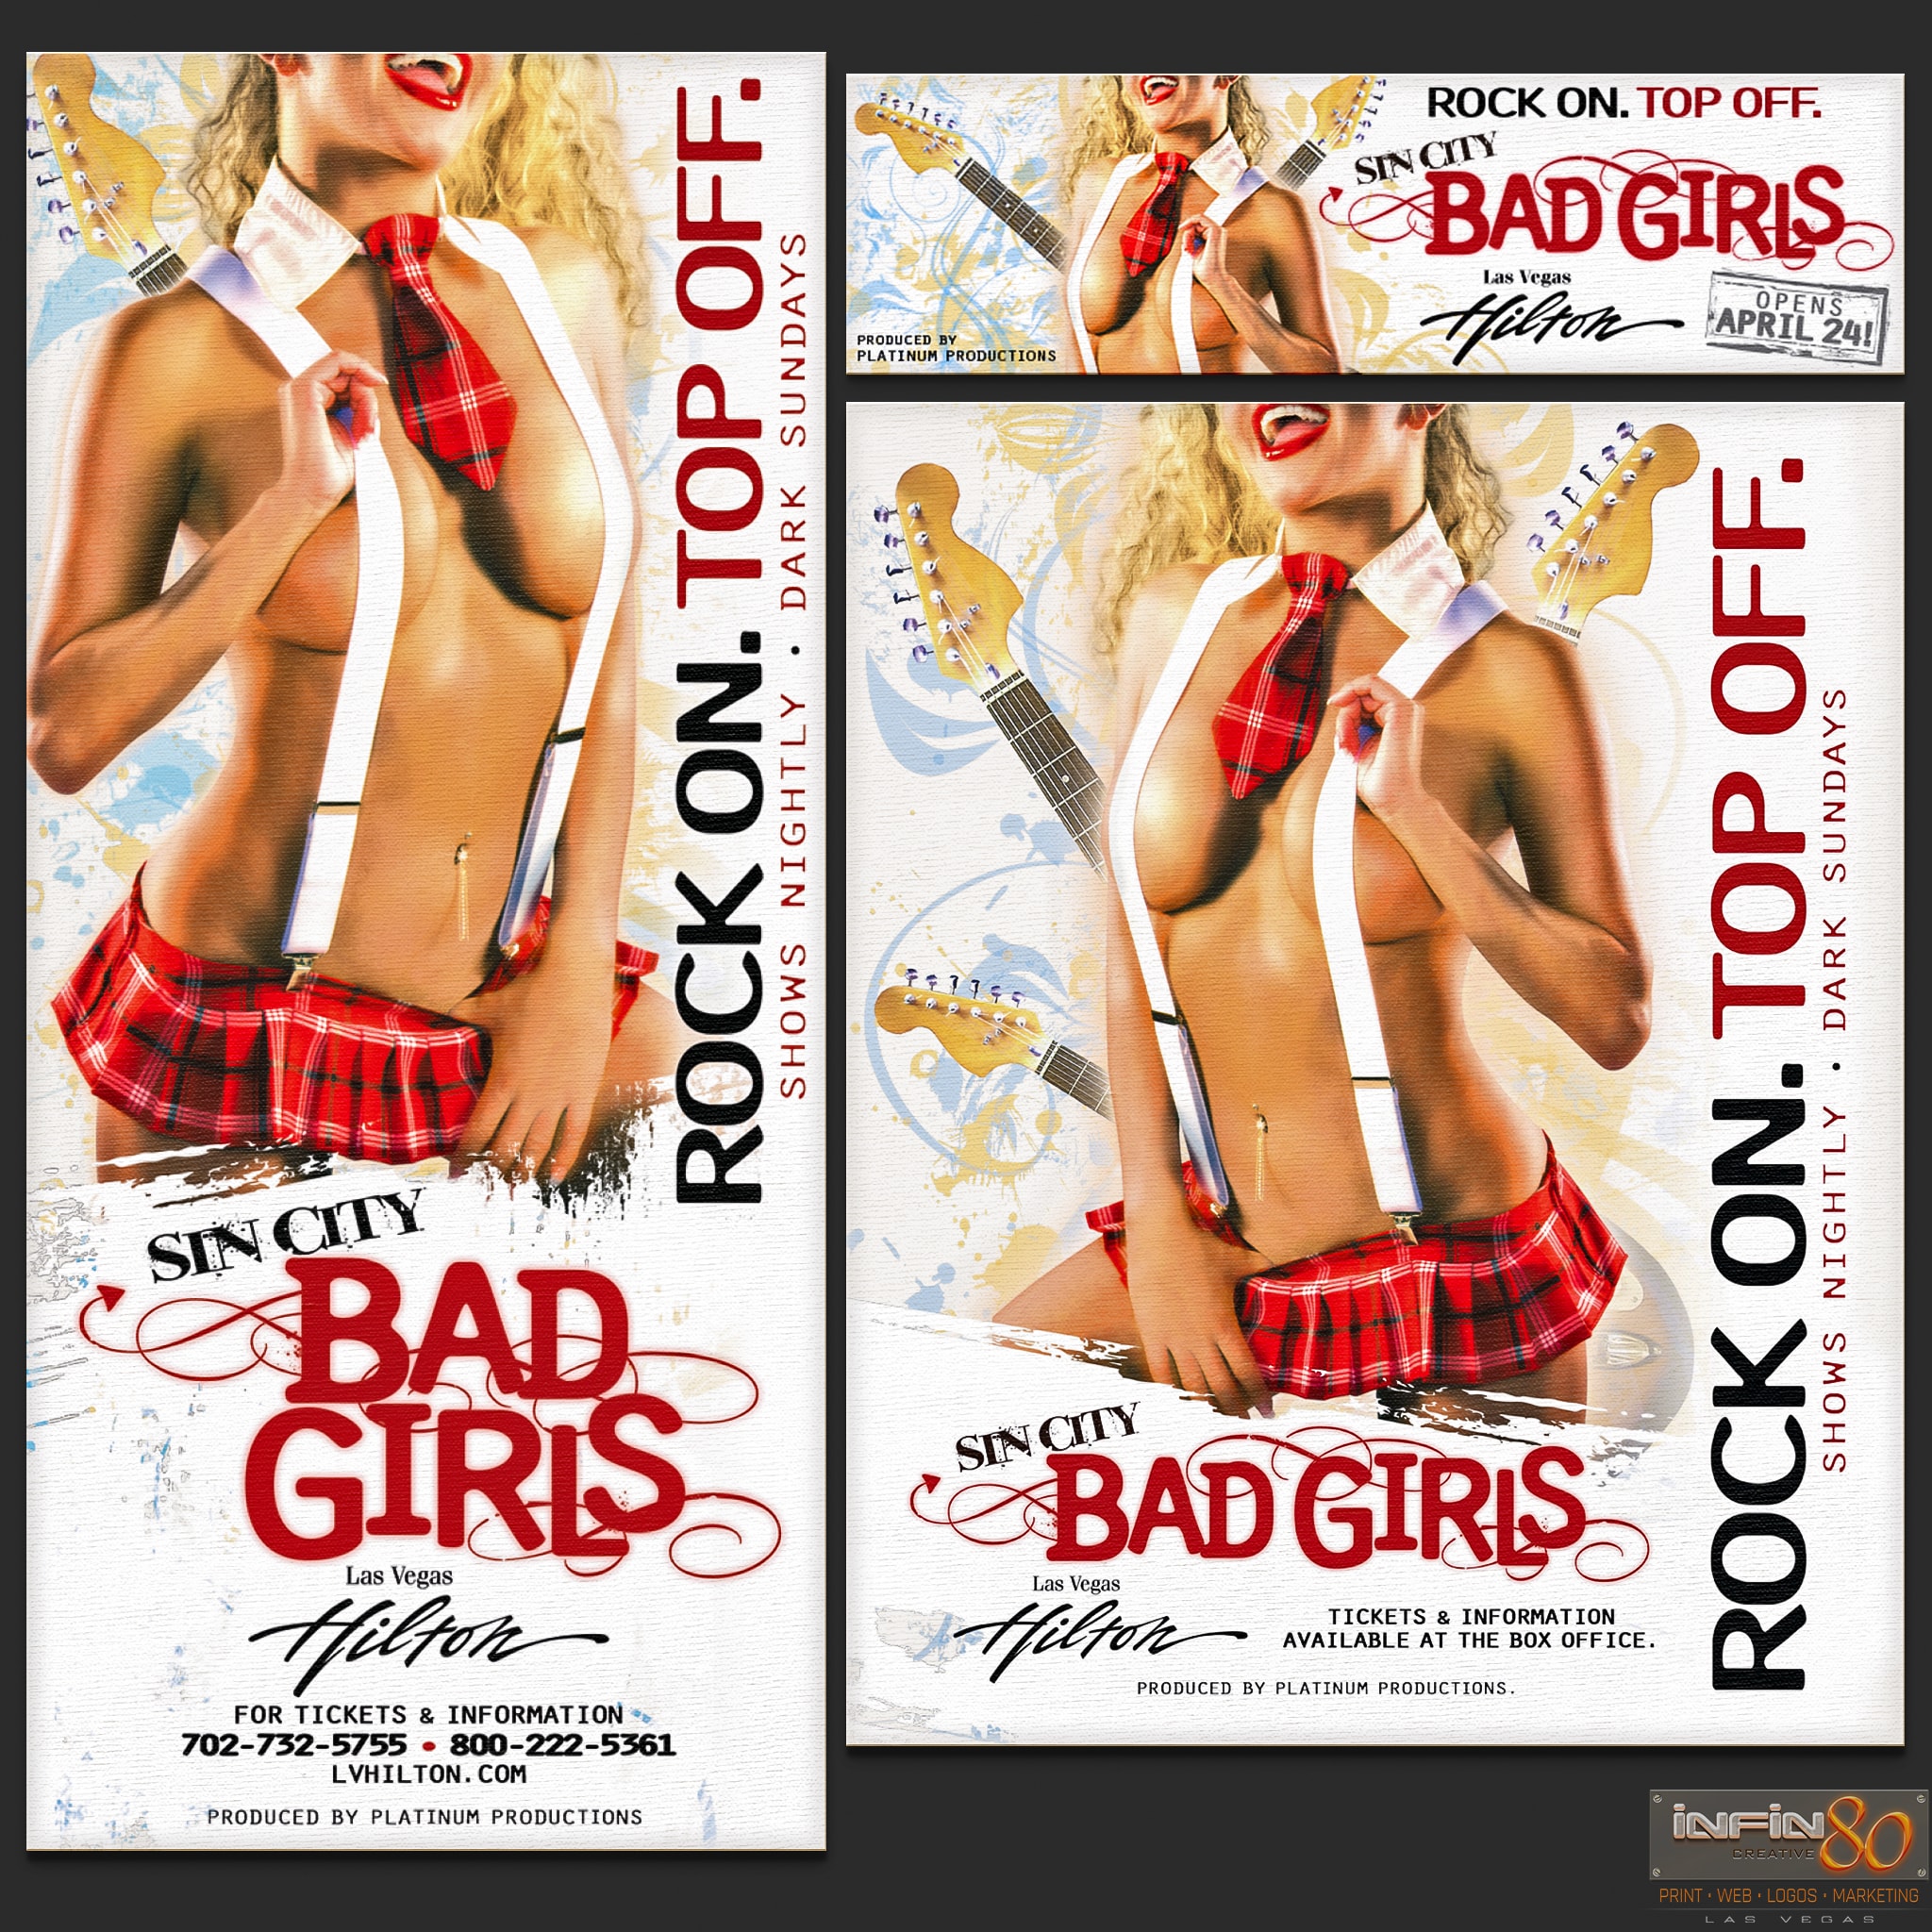 ROCK ON. TOP OFF.
SHOWS NIGHTLY • DARK SUNDAYS
SIN CITY
BAD
GIRLS
Las Vegas
Hilton
FOR TICKETS & INFORMATION
702-732-5755 • 800-222-5361
LVHILTON.COM
PRODUCED BY PLATINUM PRODUCTIONS
ROCK ON. TOP OFF.
SIN CITY
BAD GIRLS
Las Vegas
Hilton
OPENS
APRIL 24!
PRODUCED BY
PLATINUM PRODUCTIONS
ROCK ON. TOP OFF.
SHOWS NIGHTLY • DARK SUNDAYS
SIN CITY
BAD GIRLS
Las Vegas
Hilton
TICKETS & INFORMATION
AVAILABLE AT THE BOX OFFICE.
PRODUCED BY PLATINUM PRODUCTIONS.
INFIN80
CREATIVE
PRINT • WEB • LOGOS • MARKETING
LAS VEGAS